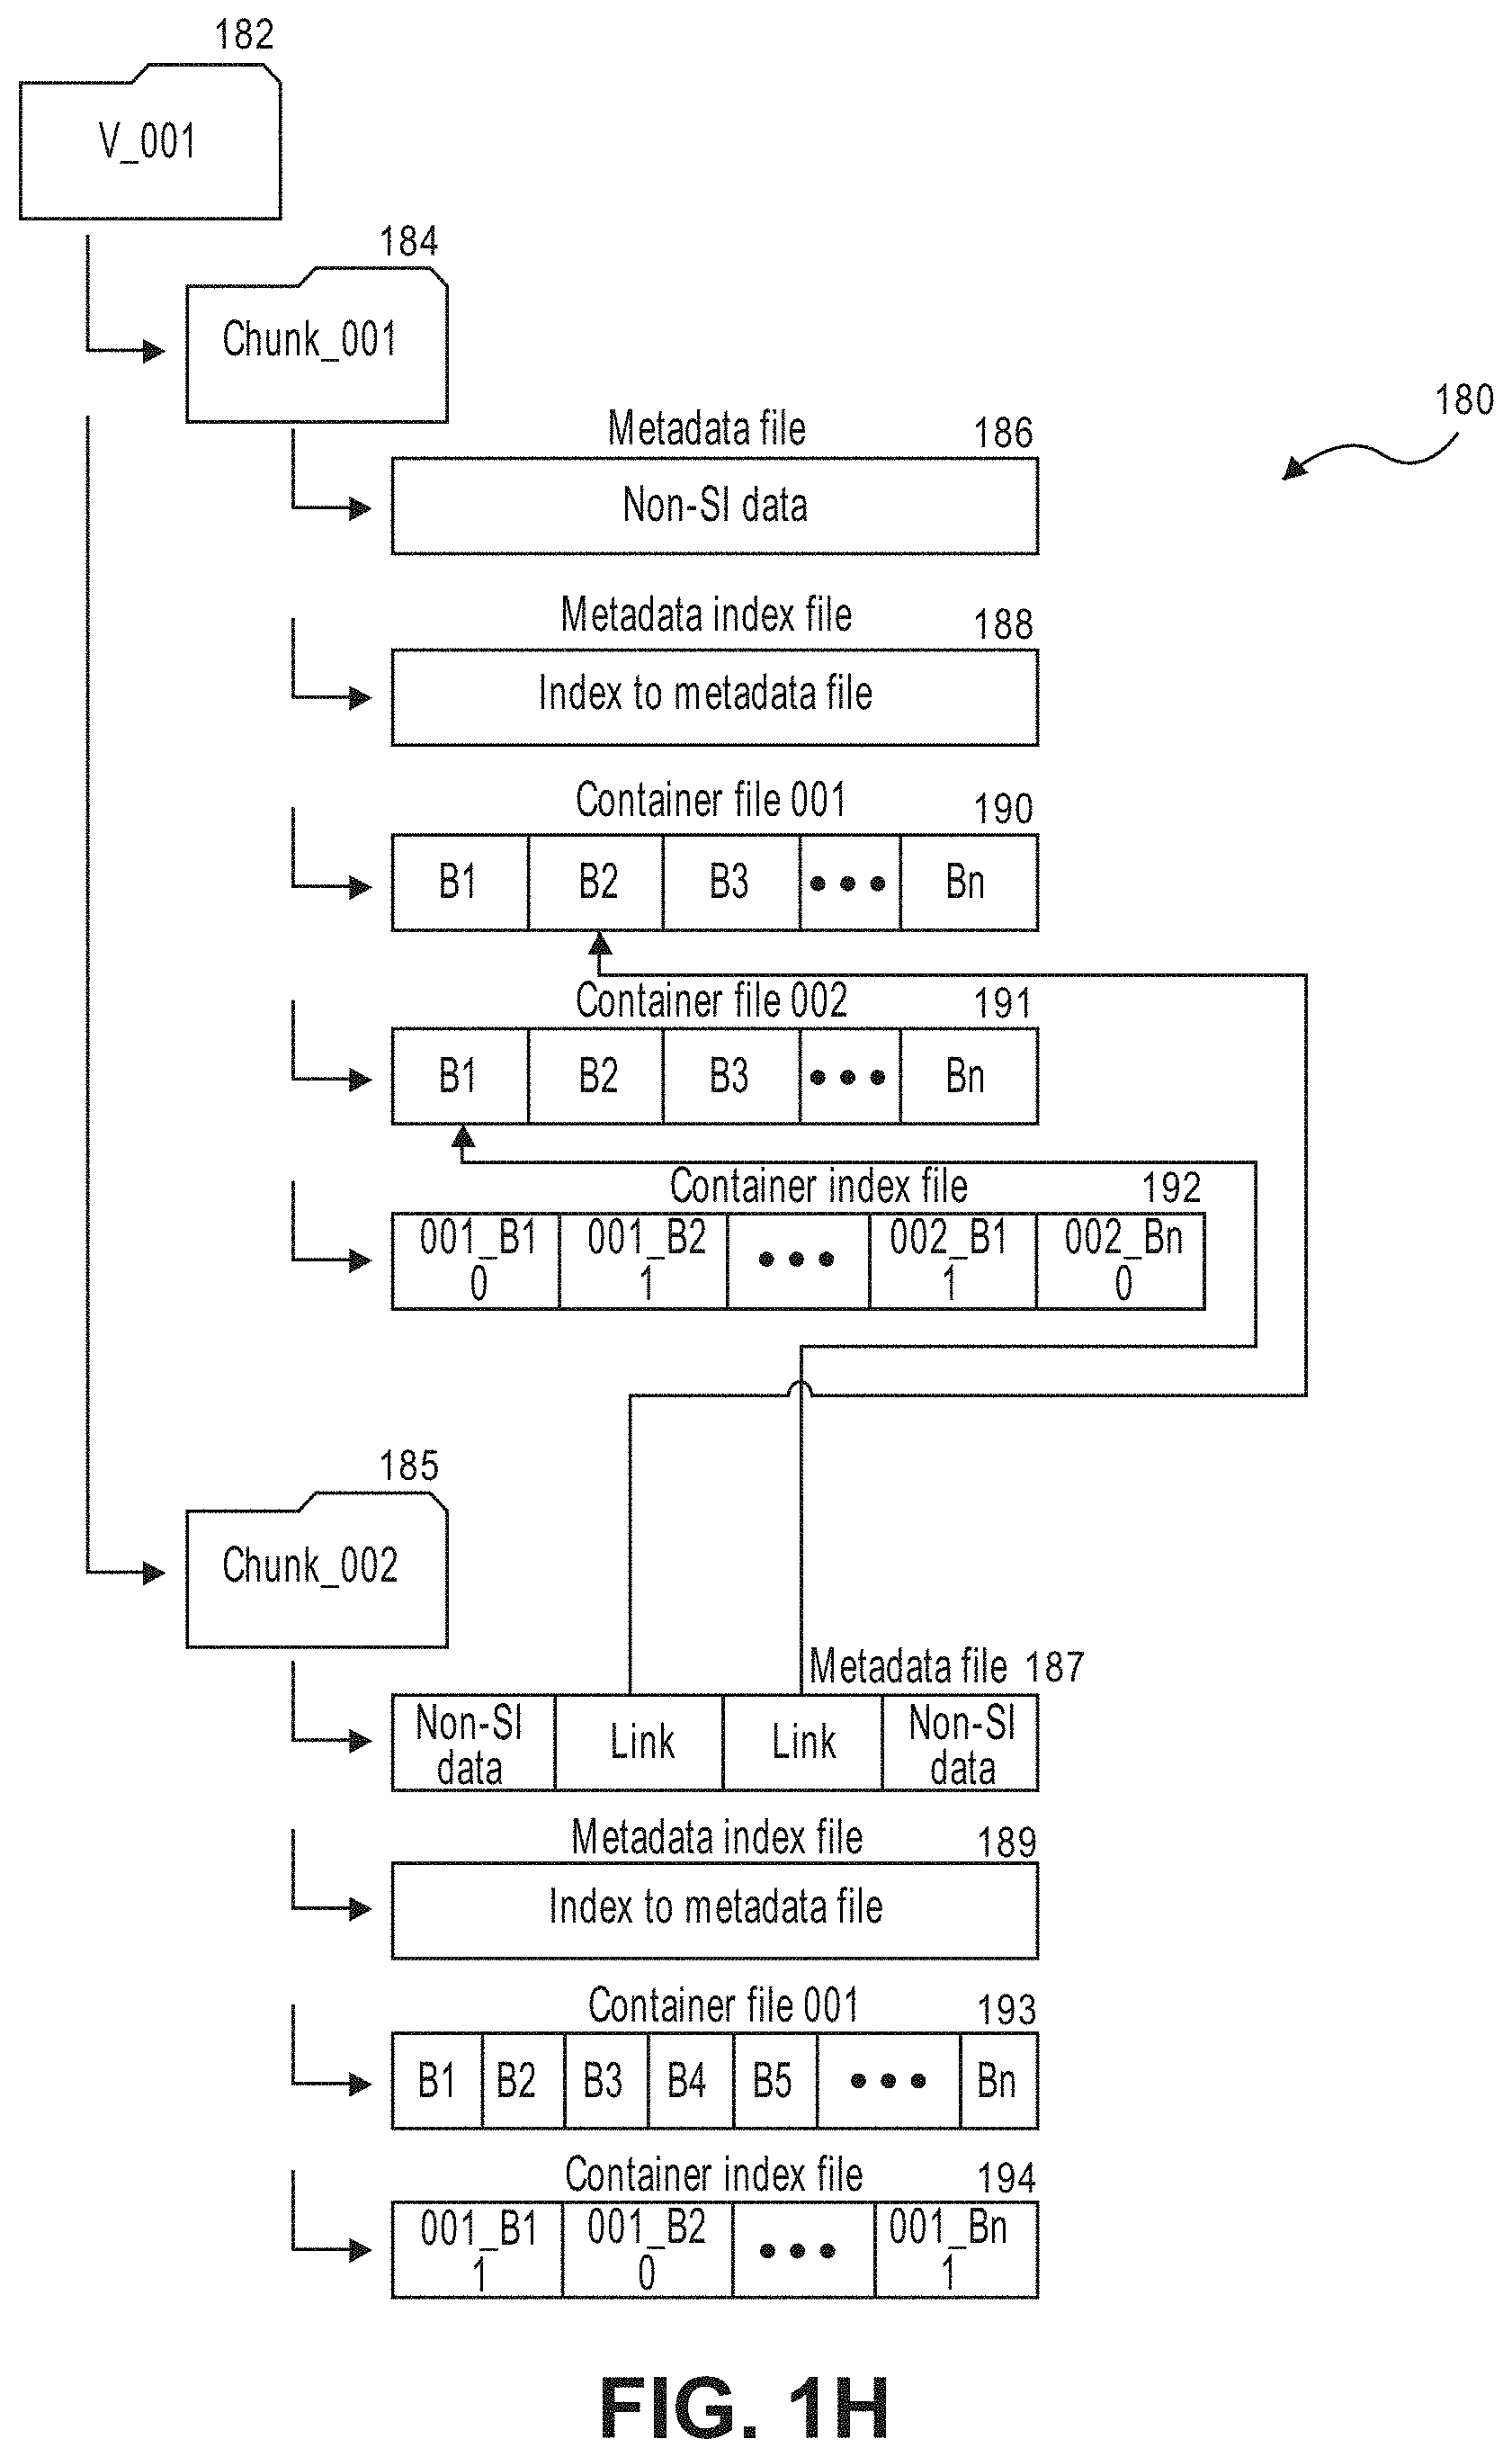 182
V_001
184
Chunk_001
180
Metadata file 186
Non-SI data
Metadata index file 188
Index to metadata file
Container file 001 190
B1 B2 B3 ••• Bn
Container file 002 191
B1 B2 B3 ••• Bn
Container index file 192
001_B1 001_B2 ••• 002_B1 002_Bn
0 1 1 0
185
Chunk_002
Metadata file 187
Non-SI Link Link Non-SI
data data
Metadata index file 189
Index to metadata file
Container file 001 193
B1 B2 B3 B4 B5 ••• Bn
Container index file 194
001_B1 001_B2 ••• 001_Bn
1 0 1
FIG. 1H